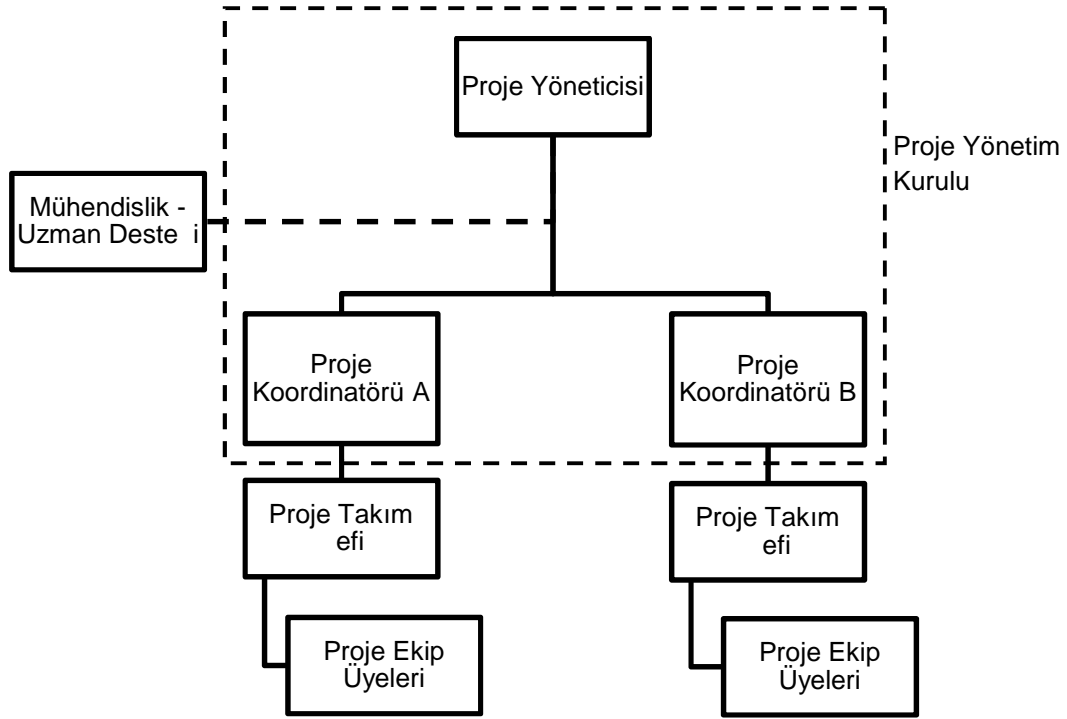 Proje Yöneticisi
Proje Yönetim
Kurulu
Mühendislik -
Uzman Deste i
Proje
Koordinatörü A
Proje
Koordinatörü B
Proje Takım
efi
Proje Takım
efi
Proje Ekip
Üyeleri
Proje Ekip
Üyeleri